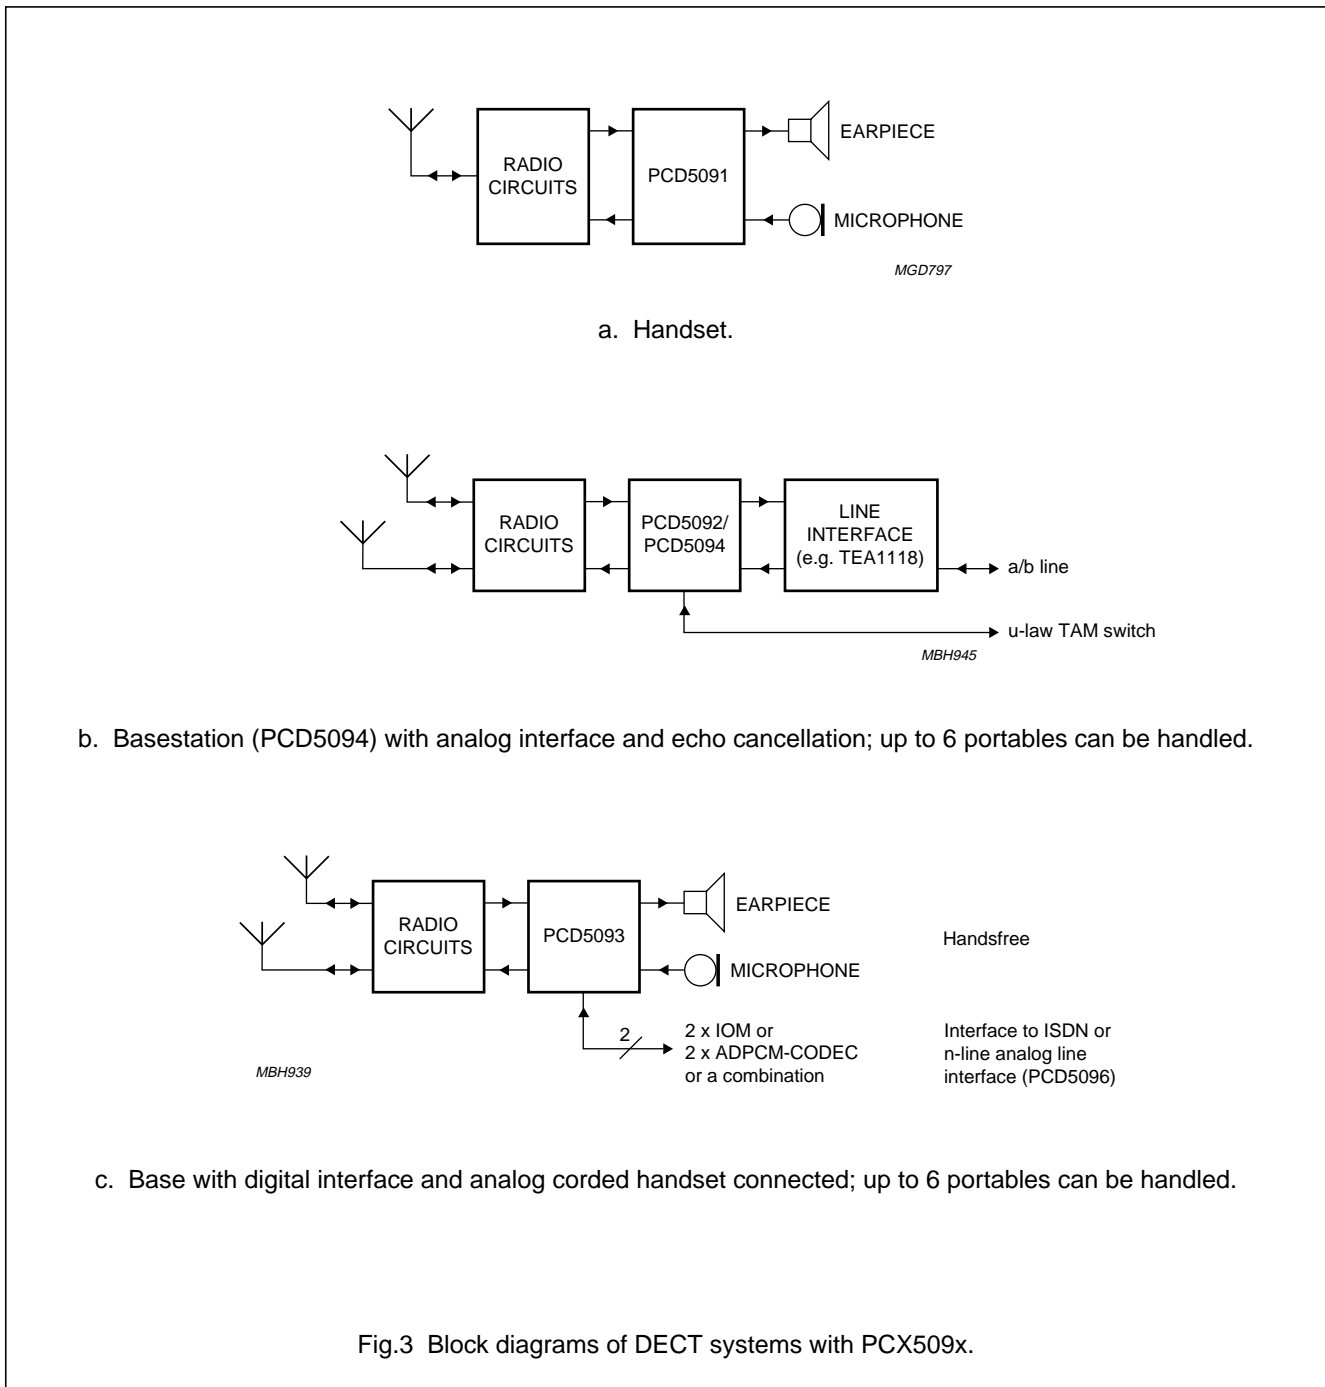 RADIO
CIRCUITS
PCD5091
EARPIECE
MICROPHONE
MGD797
a. Handset.
RADIO
CIRCUITS
PCD5092/
PCD5094
LINE
INTERFACE
(e.g. TEA1118)
a/b line
u-law TAM switch
MBH945
b. Basestation (PCD5094) with analog interface and echo cancellation; up to 6 portables can be handled.
RADIO
CIRCUITS
PCD5093
EARPIECE
MICROPHONE
Handsfree
2
2 x IOM or
2 x ADPCM-CODEC
or a combination
Interface to ISDN or
n-line analog line
interface (PCD5096)
MBH939
c. Base with digital interface and analog corded handset connected; up to 6 portables can be handled.
Fig.3 Block diagrams of DECT systems with PCX509x.